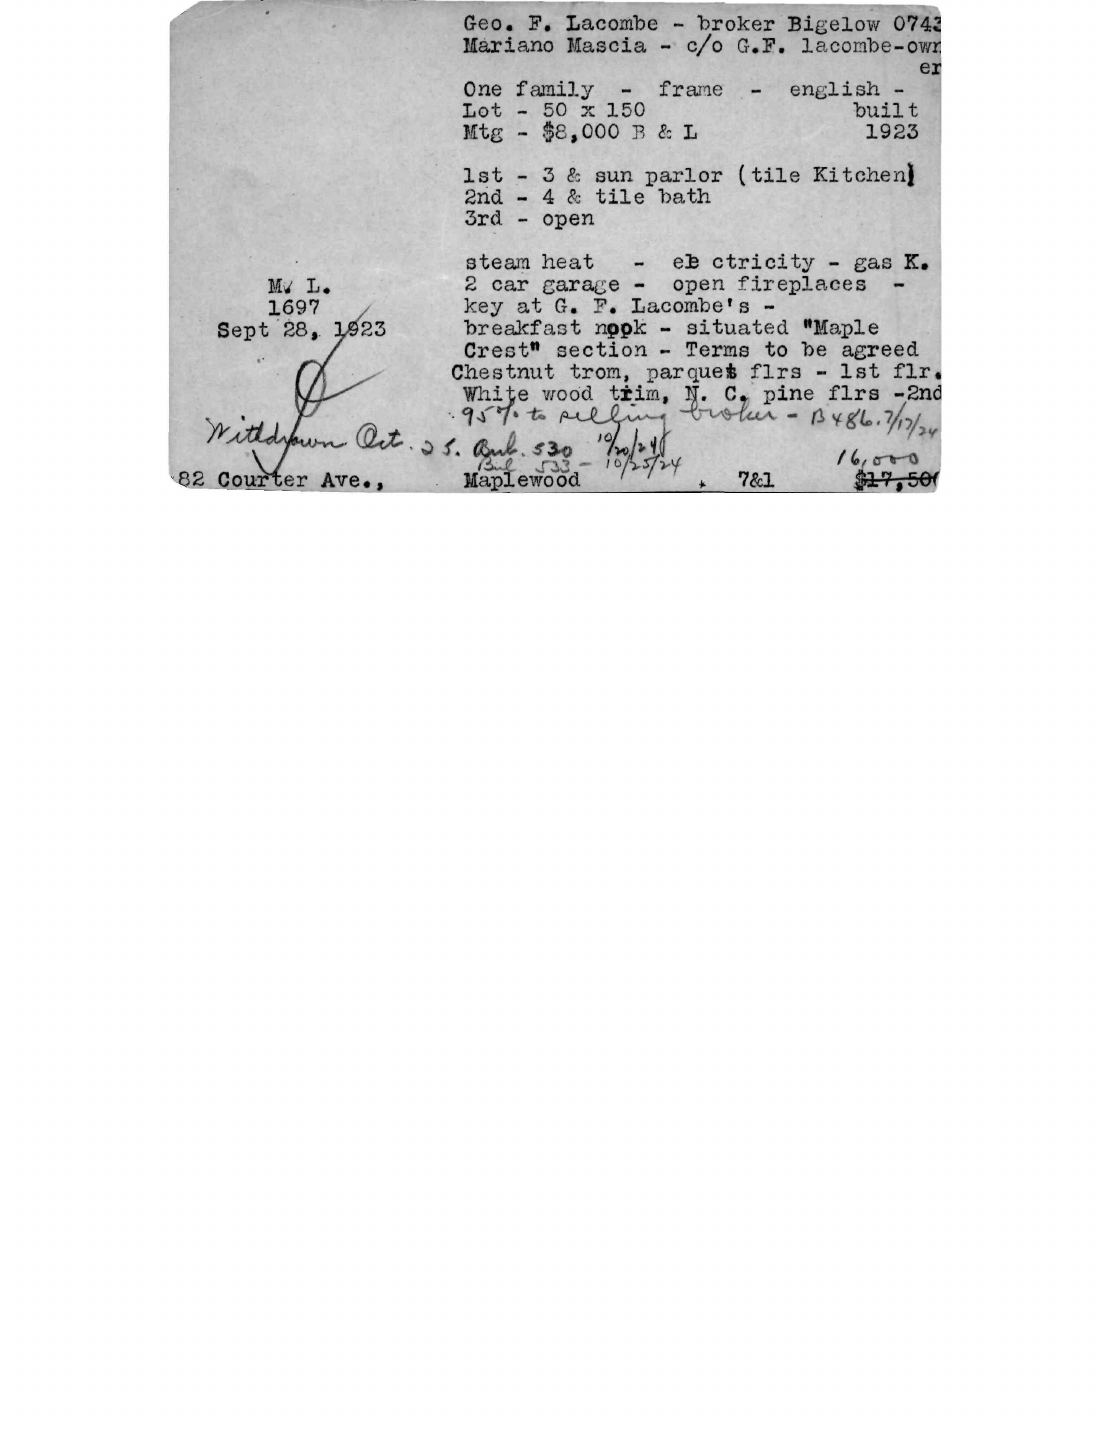 Geo. F. Lacombe - broker Bigelow 0743
Mariano Mascia - c/o G.F. lacombe-own
er
One family - frame - english -
Lot - 50 x 150 built
Mtg - $8,000 B & L 1923
1st - 3 & sun parlor (tile Kitchen)
2nd - 4 & tile bath
3rd - open
steam heat - electricity - gas K.
2 car garage - open fireplaces -
key at G. F. Lacombe's -
breakfast nook - situated "Maple
Crest" section - Terms to be agreed
Chestnut trom, parquet flrs - 1st flr.
White wood trim, N. C. pine flrs -2nd
M. L.
1697
Sept 28, 1923
95% to selling broker - B 486. 7/17/24
Withdrawn Oct. 25. Bul. 530 10/20/24
Bul 533 - 10/25/24
16,000
82 Courter Ave., Maplewood 7&1 $17,500